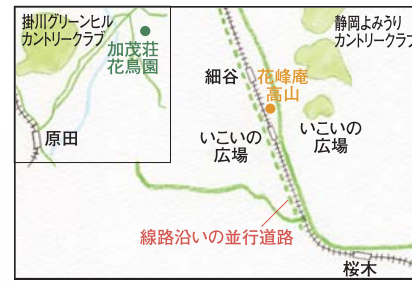 掛川グリーンヒル
カントリークラブ
加茂荘
花鳥園
原田
細谷
花峰庵
高山
静岡よみうり
カントリークラブ
いこいの
広場
いこいの
広場
線路沿いの並行道路
桜木